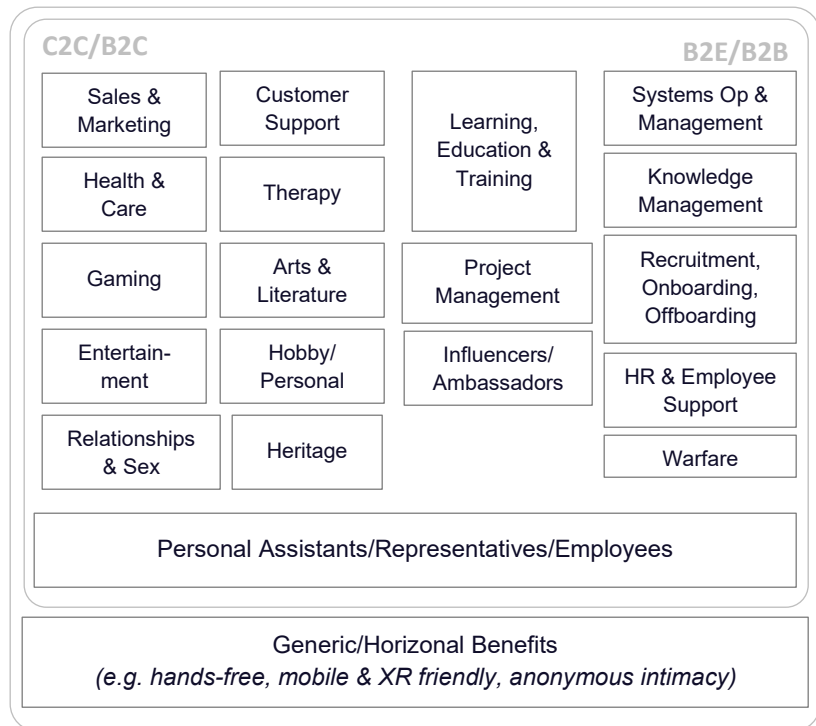 C2C/B2C
B2E/B2B
Sales &
Marketing
Customer
Support
Learning,
Education &
Training
Systems Op &
Management
Health &
Care
Therapy
Knowledge
Management
Gaming
Arts &
Literature
Project
Management
Recruitment,
Onboarding,
Offboarding
Entertain-
ment
Hobby/
Personal
Influencers/
Ambassadors
HR & Employee
Support
Relationships
& Sex
Heritage
Warfare
Personal Assistants/Representatives/Employees
Generic/Horizonal Benefits
(e.g. hands-free, mobile & XR friendly, anonymous intimacy)